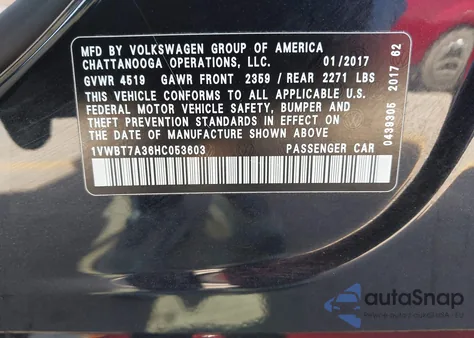 MFD BY VOLKSWAGEN GROUP OF AMERICA
CHATTANOOGA OPERATIONS, LLC. 01/2017
GVWR 4519 GAWR FRONT 2359 / REAR 2271 LBS
THIS VEHICLE CONFORMS TO ALL APPLICABLE U.S.
FEDERAL MOTOR VEHICLE SAFETY, BUMPER AND
THEFT PREVENTION STANDARDS IN EFFECT ON
THE DATE OF MANUFACTURE SHOWN ABOVE.
1VWBT7A36HC053603 PASSENGER CAR
0439305 2017 62
autoSnap